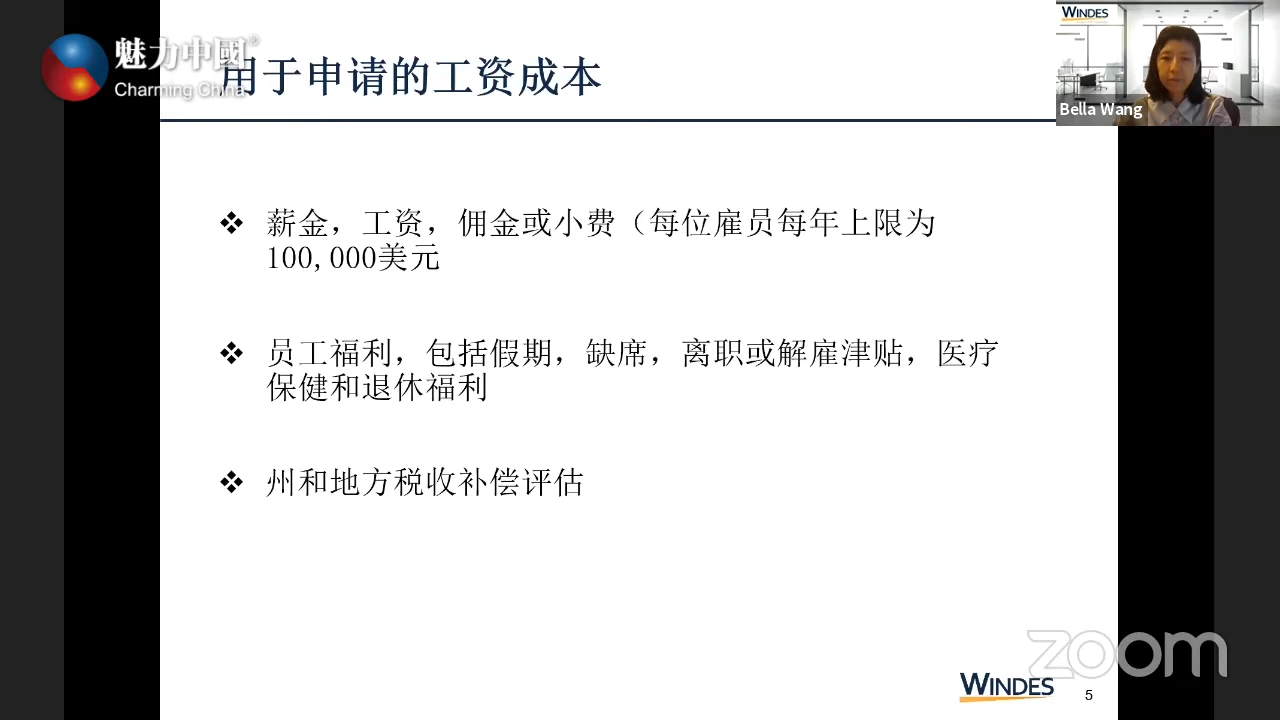 魅力中國®
Charming China
用于申请的工资成本
WINDES
Bella Wang
薪金，工资，佣金或小费（每位雇员每年上限为
100,000美元
员工福利，包括假期，缺席，离职或解雇津贴，医疗
保健和退休福利
州和地方税收补偿评估
zoom
WINDES
5